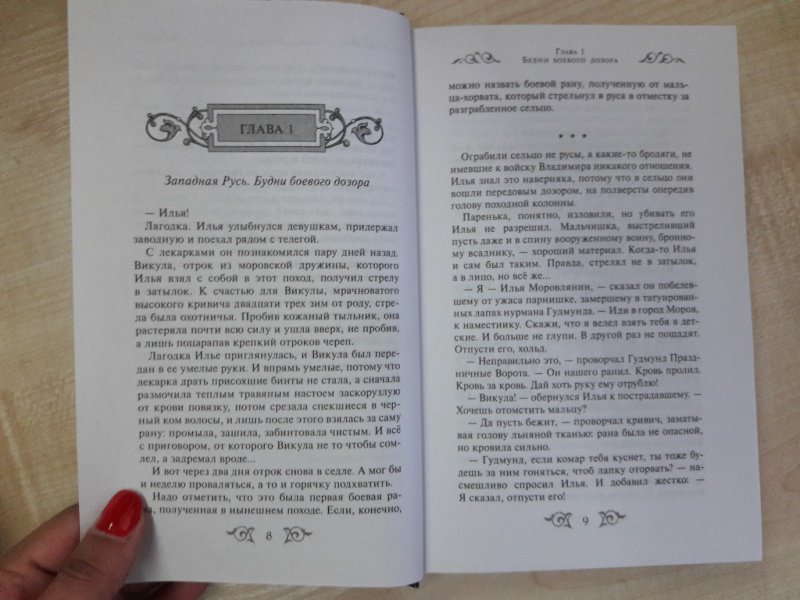 ГЛАВА 1
Западная Русь. Будни боевого дозора
— Илья!
Лагодка. Илья улыбнулся девушкам, придержал
заводную и поехал рядом с телегой.
С лекарками он познакомился пару дней назад.
Викула, отрок из моровской дружины, которого
Илья взял с собой в этот поход, получил стрелу
в затылок. К счастью для Викулы, мрачноватого
высокого кривича двадцати трех зим от роду, стре-
ла была охотничья. Пробив кожаный тыльник, она
растеряла почти всю силу и ушла вверх, не пробив,
а лишь поцарапав крепкий отроков череп.
Лагодка Илье приглянулась, и Викула был пере-
дан в ее умелые руки. И впрямь умелые, потому что
лекарка драть присохшие бинты не стала, а сначала
размочила теплым травяным настоем заскорузлую
от крови повязку, потом срезала спекшиеся в чер-
ный ком волосы, и лишь после этого взялась за саму
рану: промыла, зашила, забинтовала чистым. И всё
с приговором, от которого Викула не то чтобы сом-
лел, а задремал вроде...
И вот через два дня отрок снова в седле. А мог бы
и неделю проваляться, а то и горячку подхватить.
Надо отметить, что это была первая боевая ра-
на, полученная в нынешнем походе. Если, конечно,
8
Глава 1
Будни боевого дозора
можно назвать боевой рану, полученную от маль-
ца-хорвата, который стрельнул в руса в отместку за
разграбленное сельцо.
* * *
Ограбили сельцо не русы, а какие-то бродяги, не
имевшие к войску Владимира никакого отношения.
Илья знал это наверняка, потому что в сельцо они
вошли передовым дозором, на полверсты опередив
голову походной колонны.
Паренька, понятно, изловили, но убивать его
Илья не разрешил. Мальчишка, выстреливший
пусть даже и в спину вооруженному воину, бронно-
му всаднику, — хороший материал. Когда-то Илья
и сам был таким. Правда, стрелял не в затылок,
а в лицо, но всё же...
— Я — Илья Моровлянин, — сказал он побелев-
шему от ужаса парнишке, замершему в татуирован-
ных лапах нурмана Гудмунда. — Иди в город Моров,
к наместнику. Скажи, что я велел взять тебя в дет-
ские. И больше не глупи. В другой раз не пощадят.
Отпусти его, хольд.
— Неправильно это, — проворчал Гудмунд Празд-
ничные Ворота. — Он нашего ранил. Кровь пролил.
Кровь за кровь. Дай хоть руку ему отрублю!
— Викула! — обернулся Илья к пострадавшему. —
Хочешь отомстить мальцу?
— Да пусть бежит, — проворчал кривич, заматы-
вая голову льняной тканью: рана была не опасной,
но кровила сильно.
— Гудмунд, если комар тебя куснет, ты тоже бу-
дешь за ним гоняться, чтоб лапку оторвать? — на-
смешливо спросил Илья. И добавил жестко: —
Я сказал, отпусти его!
9